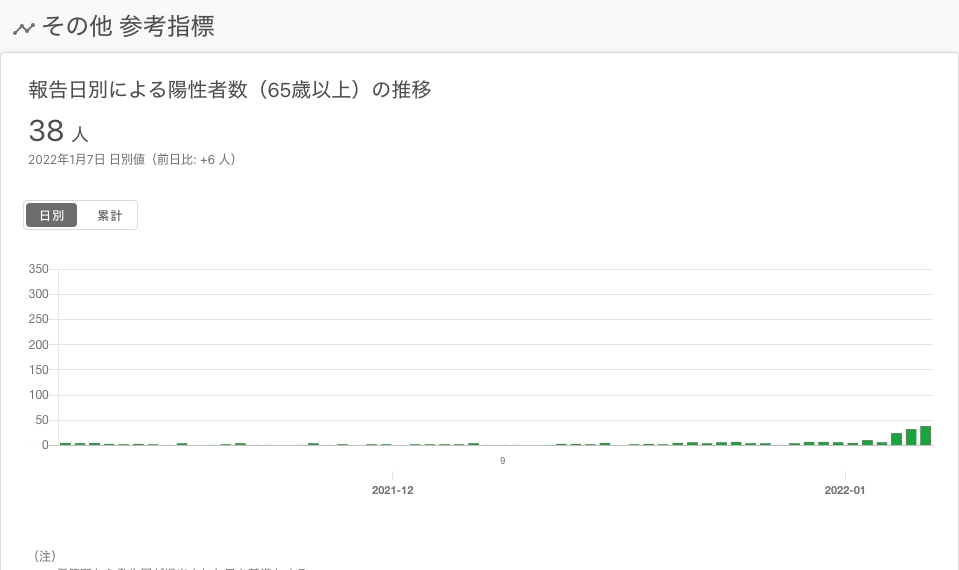 その他 参考指標
報告日別による陽性者数（65歳以上）の推移
38 人
2022年1月7日 日別値（前日比: +6 人）
日別 累計
350
300
250
200
150
100
50
0
9
2021-12 2022-01
（注）